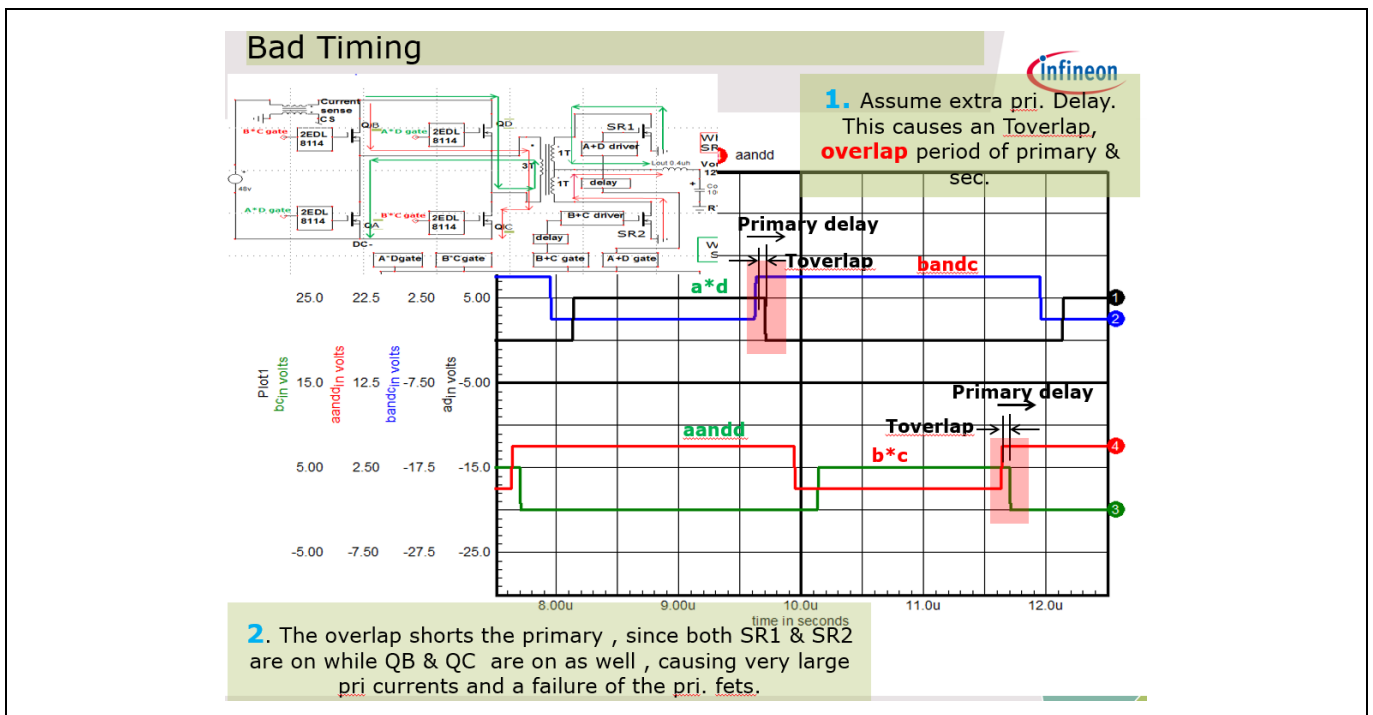 Bad Timing
infineon
1. Assume extra pri. Delay.
This causes an Toverlap,
overlap period of primary &
sec.
Current
sense
CS
B*C gate
2EDL
8114
QB
A*D gate
2EDL
8114
QD
SR1
A+D driver
1T
3T
Lout 0.4uh
48v
1T
delay
A*D gate
2EDL
8114
QA
B*C gate
2EDL
8114
QC
B+C driver
SR2
delay
DC-
A*Dgate
B*Cgate
B+C gate
A+D gate
aandd
Primary delay
Toverlap
bandc
a*d
25.0 22.5 2.50 5.00
1
2
Plot1
bc in volts
aandd in volts
bandc in volts
ad in volts
15.0 12.5 -7.50 -5.00
Primary delay
Toverlap
aandd
b*c
4
5.00 2.50 -17.5 -15.0
3
-5.00 -7.50 -27.5 -25.0
8.00u 9.00u 10.0u 11.0u 12.0u
time in seconds
2. The overlap shorts the primary , since both SR1 & SR2
are on while QB & QC are on as well , causing very large
pri currents and a failure of the pri. fets.